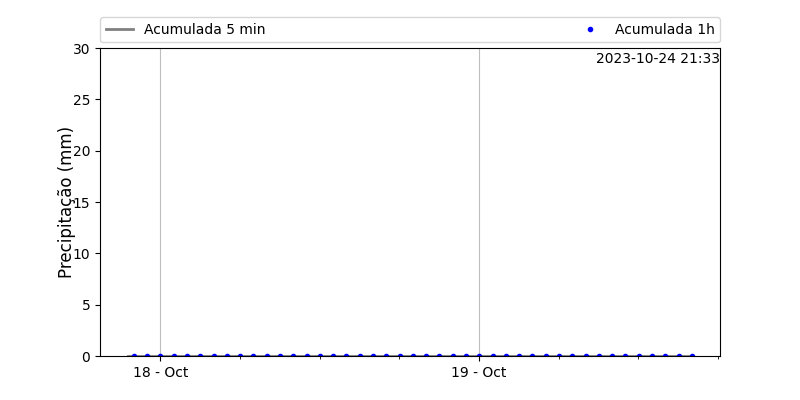 Acumulada 5 min
Acumulada 1h
2023-10-24 21:33
Precipitação (mm)
30
25
20
15
10
5
0
18 - Oct
19 - Oct